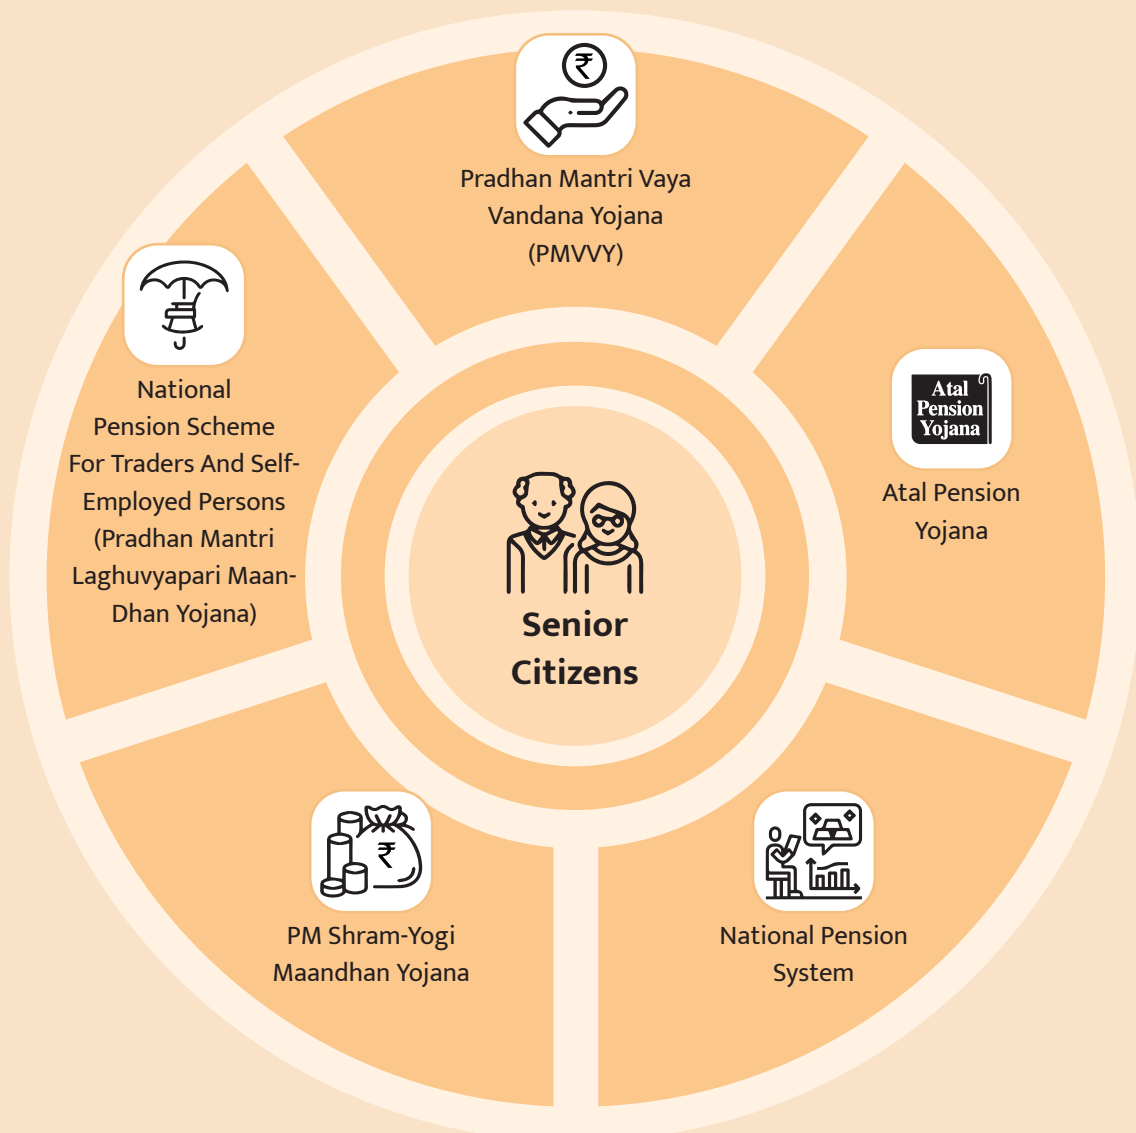 ₹
Pradhan Mantri Vaya
Vandana Yojana
(PMVVY)
National
Pension Scheme
For Traders And Self-
Employed Persons
(Pradhan Mantri
Laghuvyapari Maan-
Dhan Yojana)
Atal
Pension
Yojana
Atal Pension
Yojana
Senior
Citizens
₹
PM Shram-Yogi
Maandhan Yojana
National Pension
System